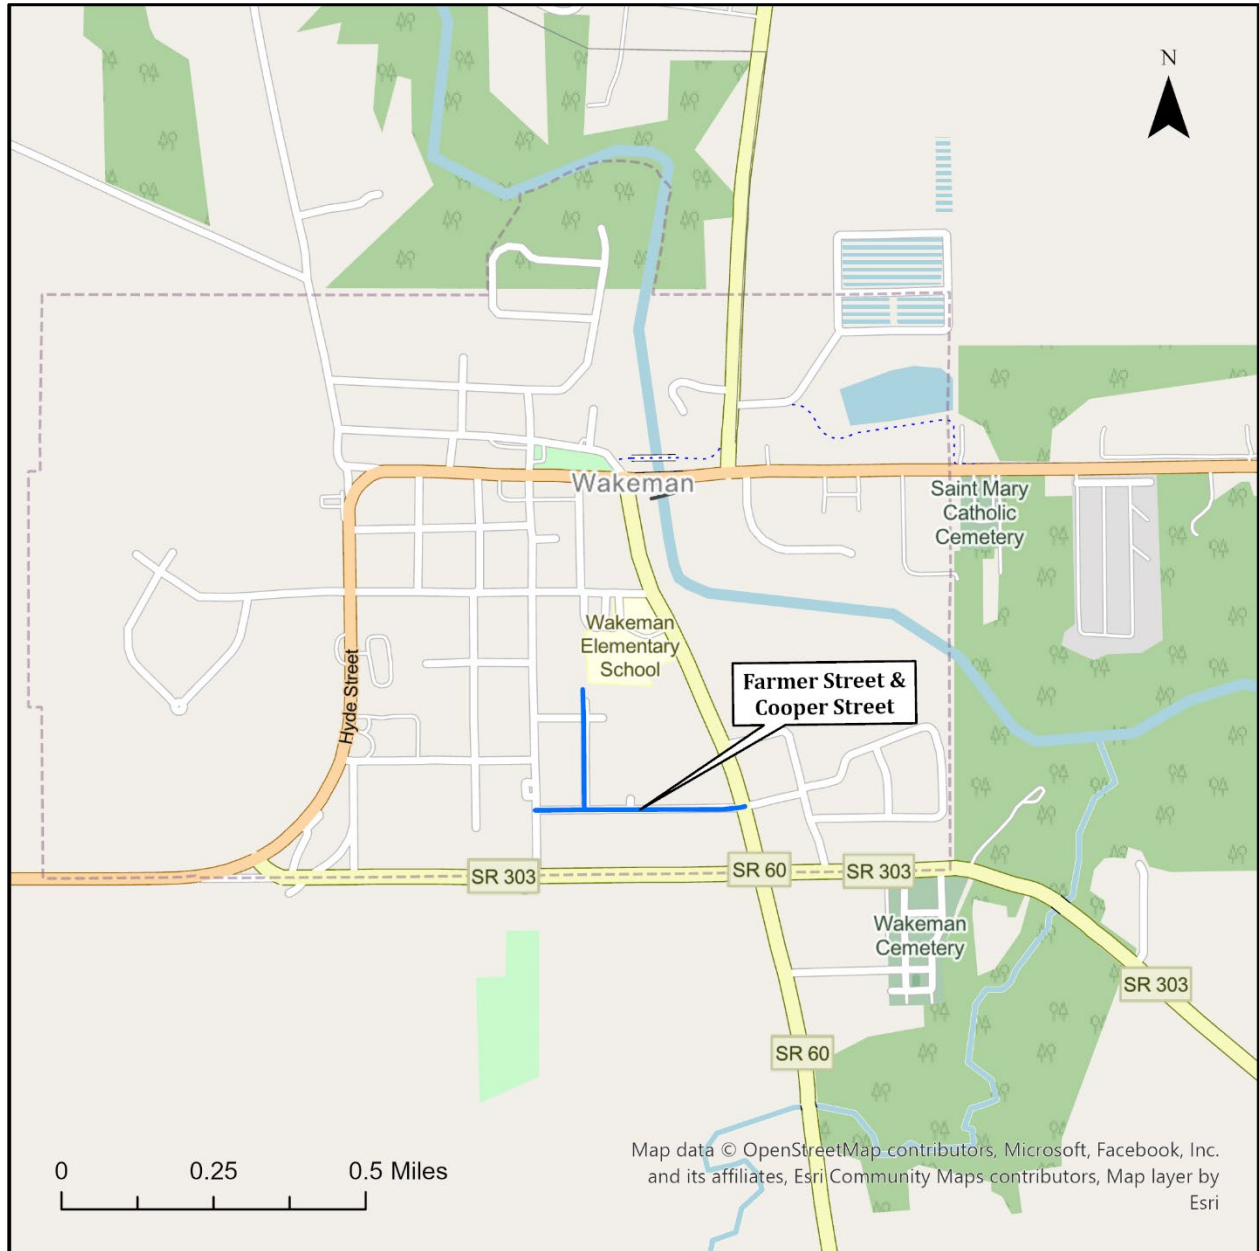 N
Wakeman
Saint Mary
Catholic
Cemetery
Wakeman
Elementary
School
Farmer Street &
Cooper Street
Hyde Street
SR 303
SR 60
SR 303
Wakeman
Cemetery
SR 303
SR 60
Map data © OpenStreetMap contributors, Microsoft, Facebook, Inc.
and its affiliates, Esri Community Maps contributors, Map layer by
Esri
0 0.25 0.5 Miles